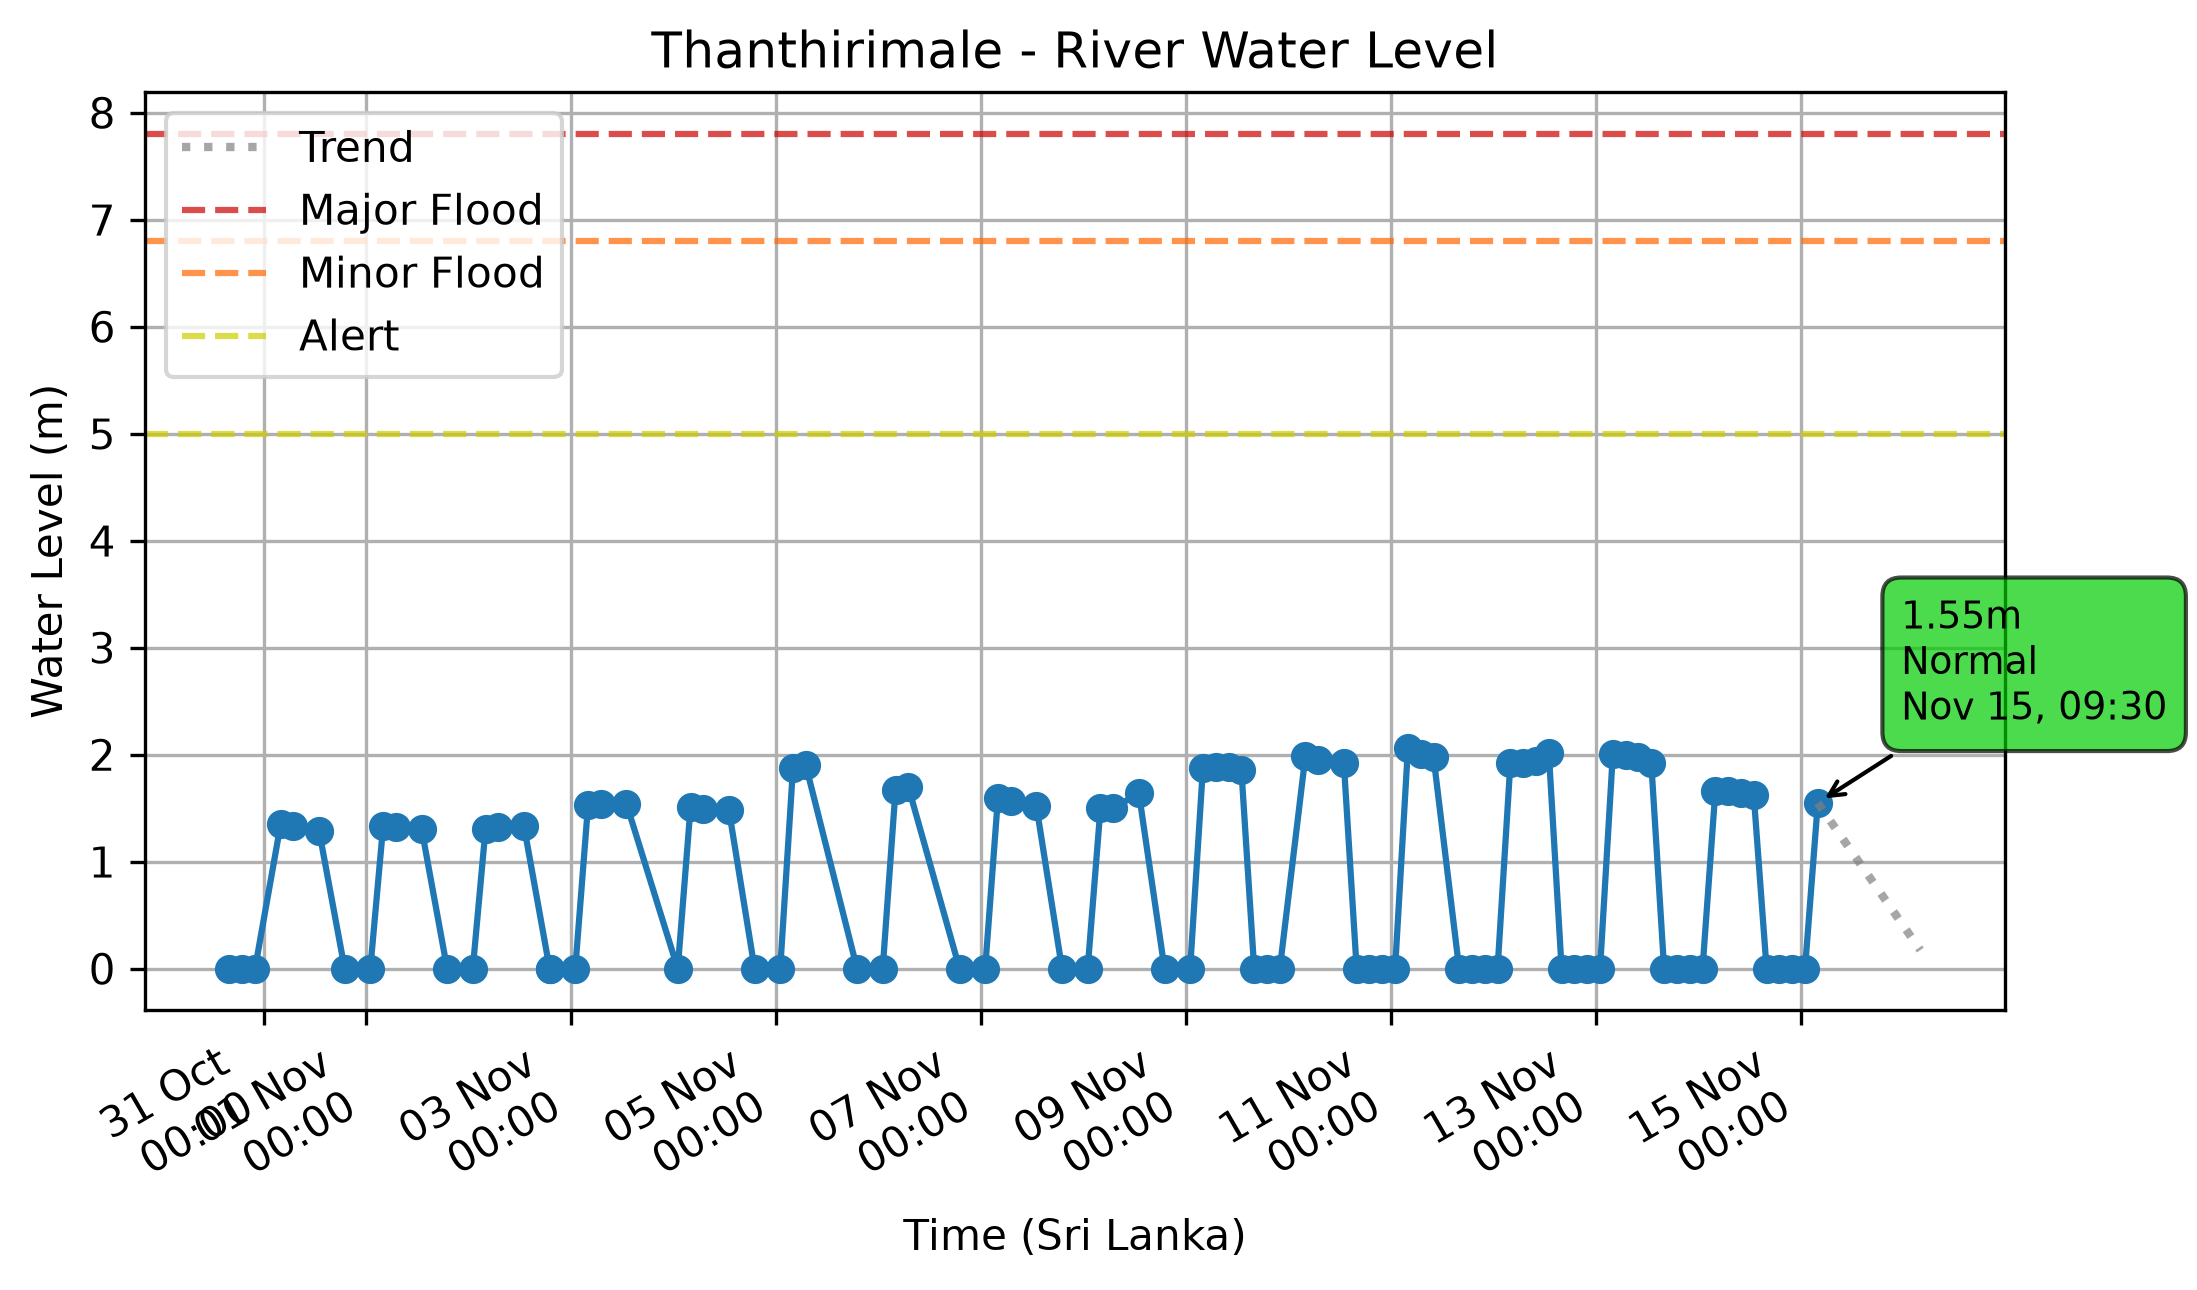 Thanthirimale - River Water Level
8
7
6
5
4
3
2
1
0
Water Level (m)
Trend
Major Flood
Minor Flood
Alert
1.55m
Normal
Nov 15, 09:30
31 Oct
00:00
01 Nov
00:00
03 Nov
00:00
05 Nov
00:00
07 Nov
00:00
09 Nov
00:00
11 Nov
00:00
13 Nov
00:00
15 Nov
00:00
Time (Sri Lanka)